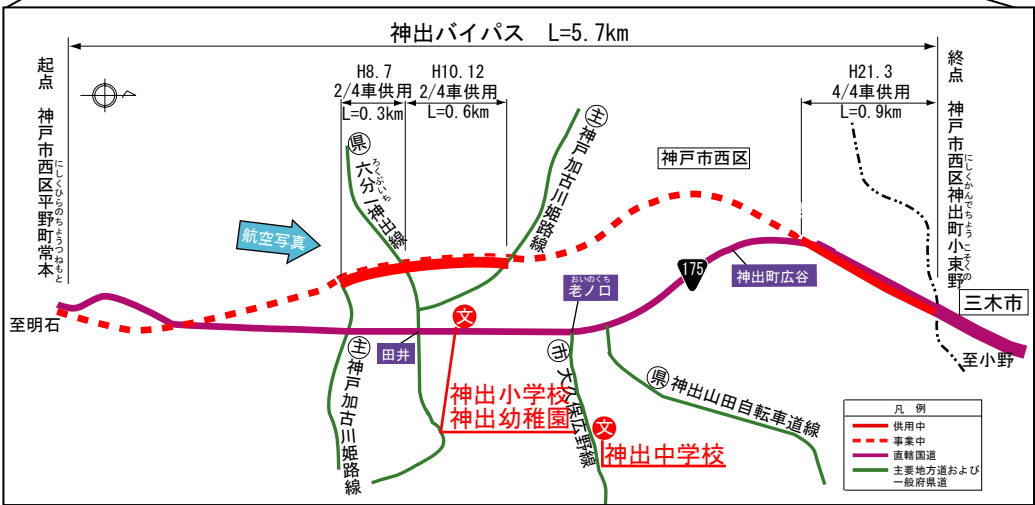 神出バイパス L=5.7km
起点 神戸市西区平野町常本
にしくひらのちょうつねもと
H8.7
2/4車供用
L=0.3km
H10.12
2/4車供用
L=0.6km
H21.3
4/4車供用
L=0.9km
終点 神戸市西区神出町小束野
にしくかんでちょうこそくの
県 六分一神出線
ろくぶいち
主 神戸加古川姫路線
神戸市西区
航空写真
175
神出町広谷
おいのくち
老ノ口
三木市
至明石
至小野
文
田井
主 神戸加古川姫路線
神出小学校
神出幼稚園
市 大久保広野線
文
神出中学校
県 神出山田自転車道線
凡例
供用中
事業中
直轄国道
主要地方道および
一般府県道